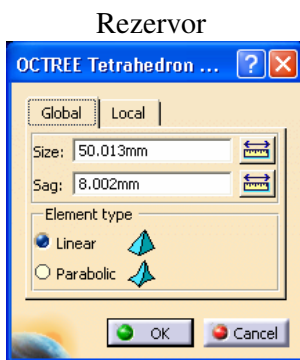 Rezervor
OCTREE Tetrahedron ...
Global Local
Size: 50.013mm
Sag: 8.002mm
Element type
Linear
Parabolic
OK Cancel